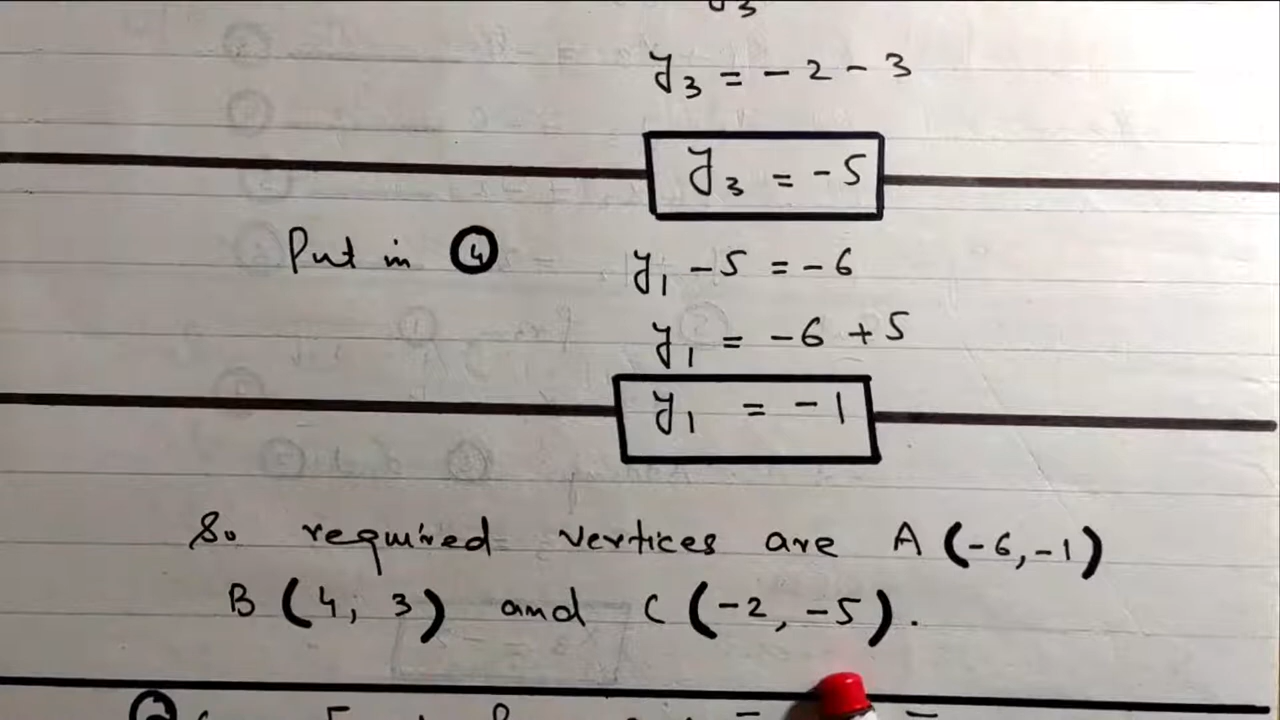 y₃ = -2 - 3
y₃ = -5
Put in ④ y₁ - 5 = -6
y₁ = -6 + 5
y₁ = -1
So required vertices are A (-6, -1)
B (4, 3) and C (-2, -5).